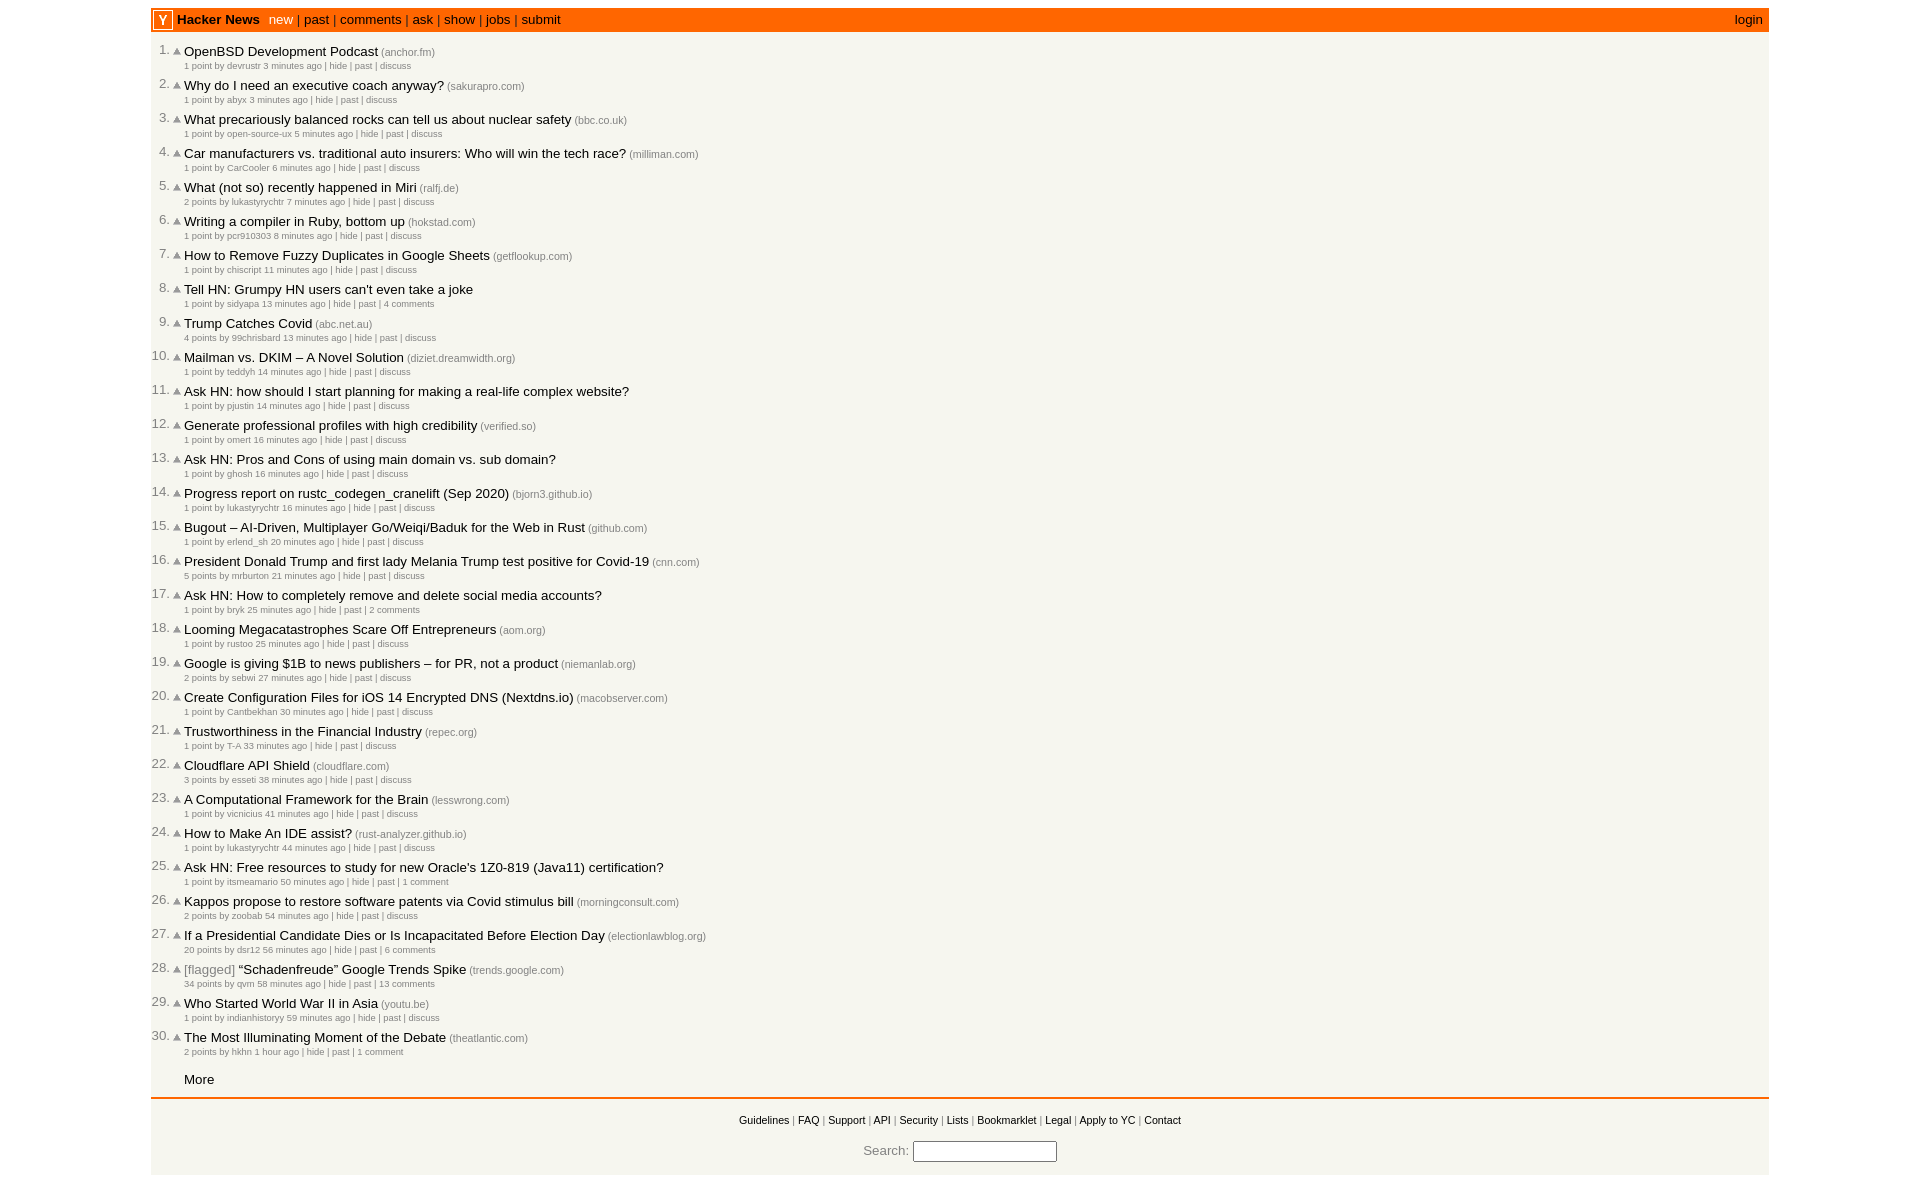 Y Hacker News new | past | comments | ask | show | jobs | submit login
1. OpenBSD Development Podcast (anchor.fm)
1 point by devrustr 3 minutes ago | hide | past | discuss
2. Why do I need an executive coach anyway? (sakurapro.com)
1 point by abyx 3 minutes ago | hide | past | discuss
3. What precariously balanced rocks can tell us about nuclear safety (bbc.co.uk)
1 point by open-source-ux 5 minutes ago | hide | past | discuss
4. Car manufacturers vs. traditional auto insurers: Who will win the tech race? (milliman.com)
1 point by CarCooler 6 minutes ago | hide | past | discuss
5. What (not so) recently happened in Miri (ralfj.de)
2 points by lukastyrychtr 7 minutes ago | hide | past | discuss
6. Writing a compiler in Ruby, bottom up (hokstad.com)
1 point by pcr910303 8 minutes ago | hide | past | discuss
7. How to Remove Fuzzy Duplicates in Google Sheets (getflookup.com)
1 point by chiscript 11 minutes ago | hide | past | discuss
8. Tell HN: Grumpy HN users can't even take a joke
1 point by sidyapa 13 minutes ago | hide | past | 4 comments
9. Trump Catches Covid (abc.net.au)
4 points by 99chrisbard 13 minutes ago | hide | past | discuss
10. Mailman vs. DKIM – A Novel Solution (diziet.dreamwidth.org)
1 point by teddyh 14 minutes ago | hide | past | discuss
11. Ask HN: how should I start planning for making a real-life complex website?
1 point by pjustin 14 minutes ago | hide | past | discuss
12. Generate professional profiles with high credibility (verified.so)
1 point by omert 16 minutes ago | hide | past | discuss
13. Ask HN: Pros and Cons of using main domain vs. sub domain?
1 point by ghosh 16 minutes ago | hide | past | discuss
14. Progress report on rustc_codegen_cranelift (Sep 2020) (bjorn3.github.io)
1 point by lukastyrychtr 16 minutes ago | hide | past | discuss
15. Bugout – AI-Driven, Multiplayer Go/Weiqi/Baduk for the Web in Rust (github.com)
1 point by erlend_sh 20 minutes ago | hide | past | discuss
16. President Donald Trump and first lady Melania Trump test positive for Covid-19 (cnn.com)
5 points by mrburton 21 minutes ago | hide | past | discuss
17. Ask HN: How to completely remove and delete social media accounts?
1 point by bryk 25 minutes ago | hide | past | 2 comments
18. Looming Megacatastrophes Scare Off Entrepreneurs (aom.org)
1 point by rustoo 25 minutes ago | hide | past | discuss
19. Google is giving $1B to news publishers – for PR, not a product (niemanlab.org)
2 points by sebwi 27 minutes ago | hide | past | discuss
20. Create Configuration Files for iOS 14 Encrypted DNS (Nextdns.io) (macobserver.com)
1 point by Cantbekhan 30 minutes ago | hide | past | discuss
21. Trustworthiness in the Financial Industry (repec.org)
1 point by T-A 33 minutes ago | hide | past | discuss
22. Cloudflare API Shield (cloudflare.com)
3 points by esseti 38 minutes ago | hide | past | discuss
23. A Computational Framework for the Brain (lesswrong.com)
1 point by vicnicius 41 minutes ago | hide | past | discuss
24. How to Make An IDE assist? (rust-analyzer.github.io)
1 point by lukastyrychtr 44 minutes ago | hide | past | discuss
25. Ask HN: Free resources to study for new Oracle's 1Z0-819 (Java11) certification?
1 point by itsmeamario 50 minutes ago | hide | past | 1 comment
26. Kappos propose to restore software patents via Covid stimulus bill (morningconsult.com)
2 points by zoobab 54 minutes ago | hide | past | discuss
27. If a Presidential Candidate Dies or Is Incapacitated Before Election Day (electionlawblog.org)
20 points by dsr12 56 minutes ago | hide | past | 6 comments
28. [flagged] “Schadenfreude” Google Trends Spike (trends.google.com)
34 points by qvm 58 minutes ago | hide | past | 13 comments
29. Who Started World War II in Asia (youtu.be)
1 point by indianhistoryy 59 minutes ago | hide | past | discuss
30. The Most Illuminating Moment of the Debate (theatlantic.com)
2 points by hkhn 1 hour ago | hide | past | 1 comment
More
Guidelines | FAQ | Support | API | Security | Lists | Bookmarklet | Legal | Apply to YC | Contact
Search: